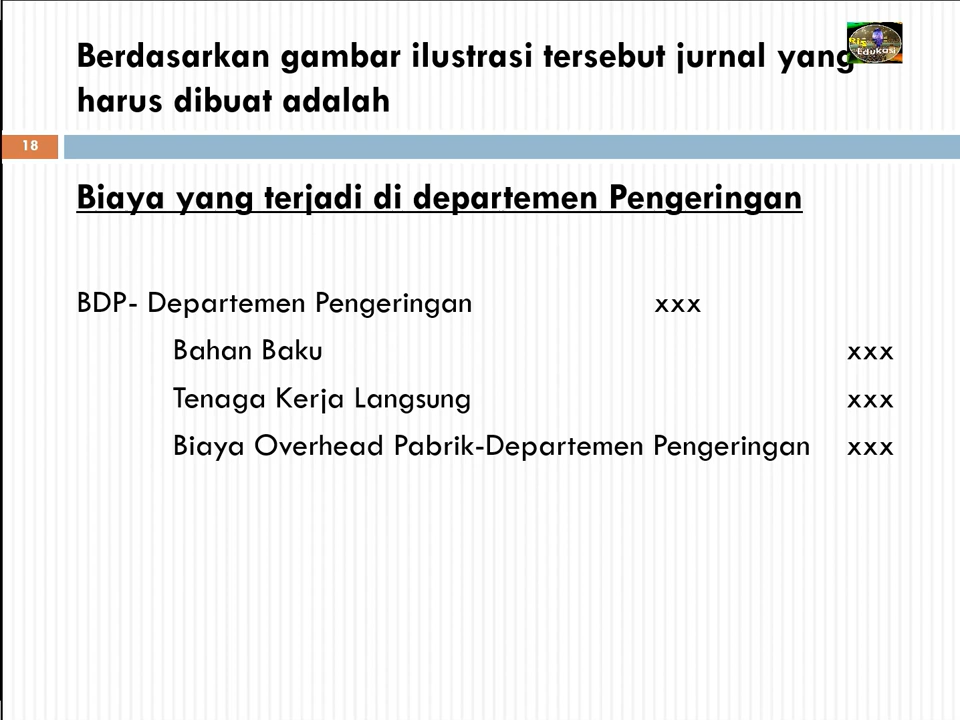 Berdasarkan gambar ilustrasi tersebut jurnal yang
harus dibuat adalah
Edukasi
18
Biaya yang terjadi di departemen Pengeringan
BDP- Departemen Pengeringan xxx
Bahan Baku xxx
Tenaga Kerja Langsung xxx
Biaya Overhead Pabrik-Departemen Pengeringan xxx